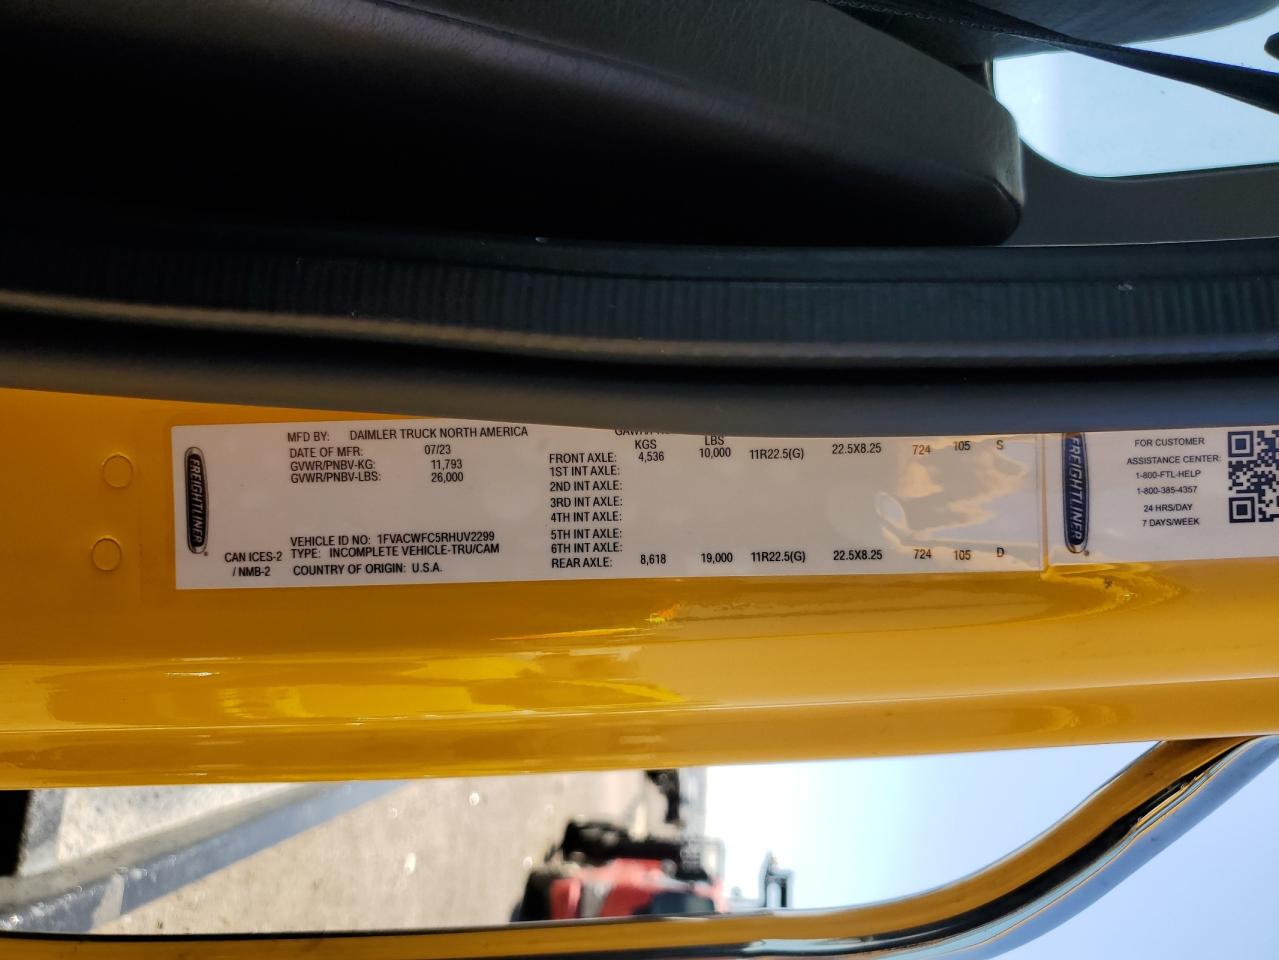 FREIGHTLINER
MFD BY: DAIMLER TRUCK NORTH AMERICA
DATE OF MFR: 07/23
GVWR/PNBV-KG: 11,793
GVWR/PNBV-LBS: 26,000
VEHICLE ID NO: 1FVACWFC5RHUV2299
CAN ICES-2 TYPE: INCOMPLETE VEHICLE-TRU/CAM
/ NMB-2 COUNTRY OF ORIGIN: U.S.A.
KGS LBS
FRONT AXLE: 4,536 10,000 11R22.5(G) 22.5X8.25 724 105 S
1ST INT AXLE:
2ND INT AXLE:
3RD INT AXLE:
4TH INT AXLE:
5TH INT AXLE:
6TH INT AXLE:
REAR AXLE: 8,618 19,000 11R22.5(G) 22.5X8.25 724 105 D
FREIGHTLINER
FOR CUSTOMER
ASSISTANCE CENTER:
1-800-FTL-HELP
1-800-385-4357
24 HRS/DAY
7 DAYS/WEEK